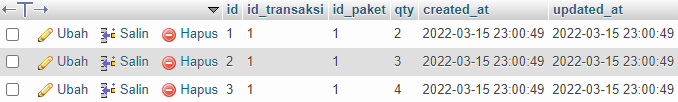 id id_transaksi id_paket qty created_at updated_at
Ubah Salin Hapus 1 1 1 2 2022-03-15 23:00:49 2022-03-15 23:00:49
Ubah Salin Hapus 2 1 1 3 2022-03-15 23:00:49 2022-03-15 23:00:49
Ubah Salin Hapus 3 1 1 4 2022-03-15 23:00:49 2022-03-15 23:00:49